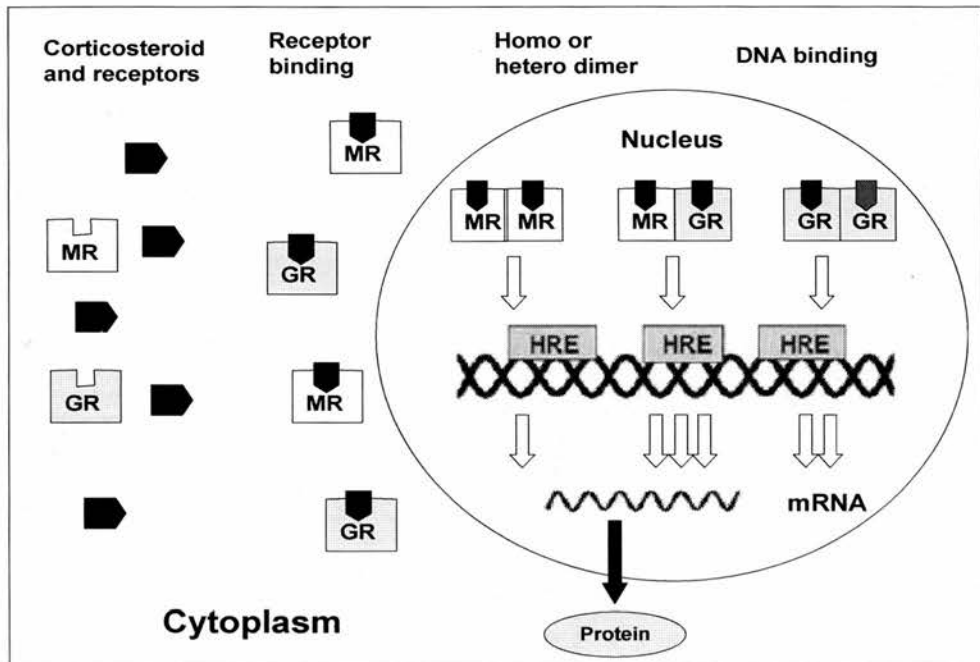 Corticosteroid
and receptors
Receptor
binding
Homo or
hetero dimer
DNA binding
Nucleus
MR
MR
GR
MR
GR
MR
MR
MR
GR
GR
GR
HRE
HRE
HRE
mRNA
Cytoplasm
Protein